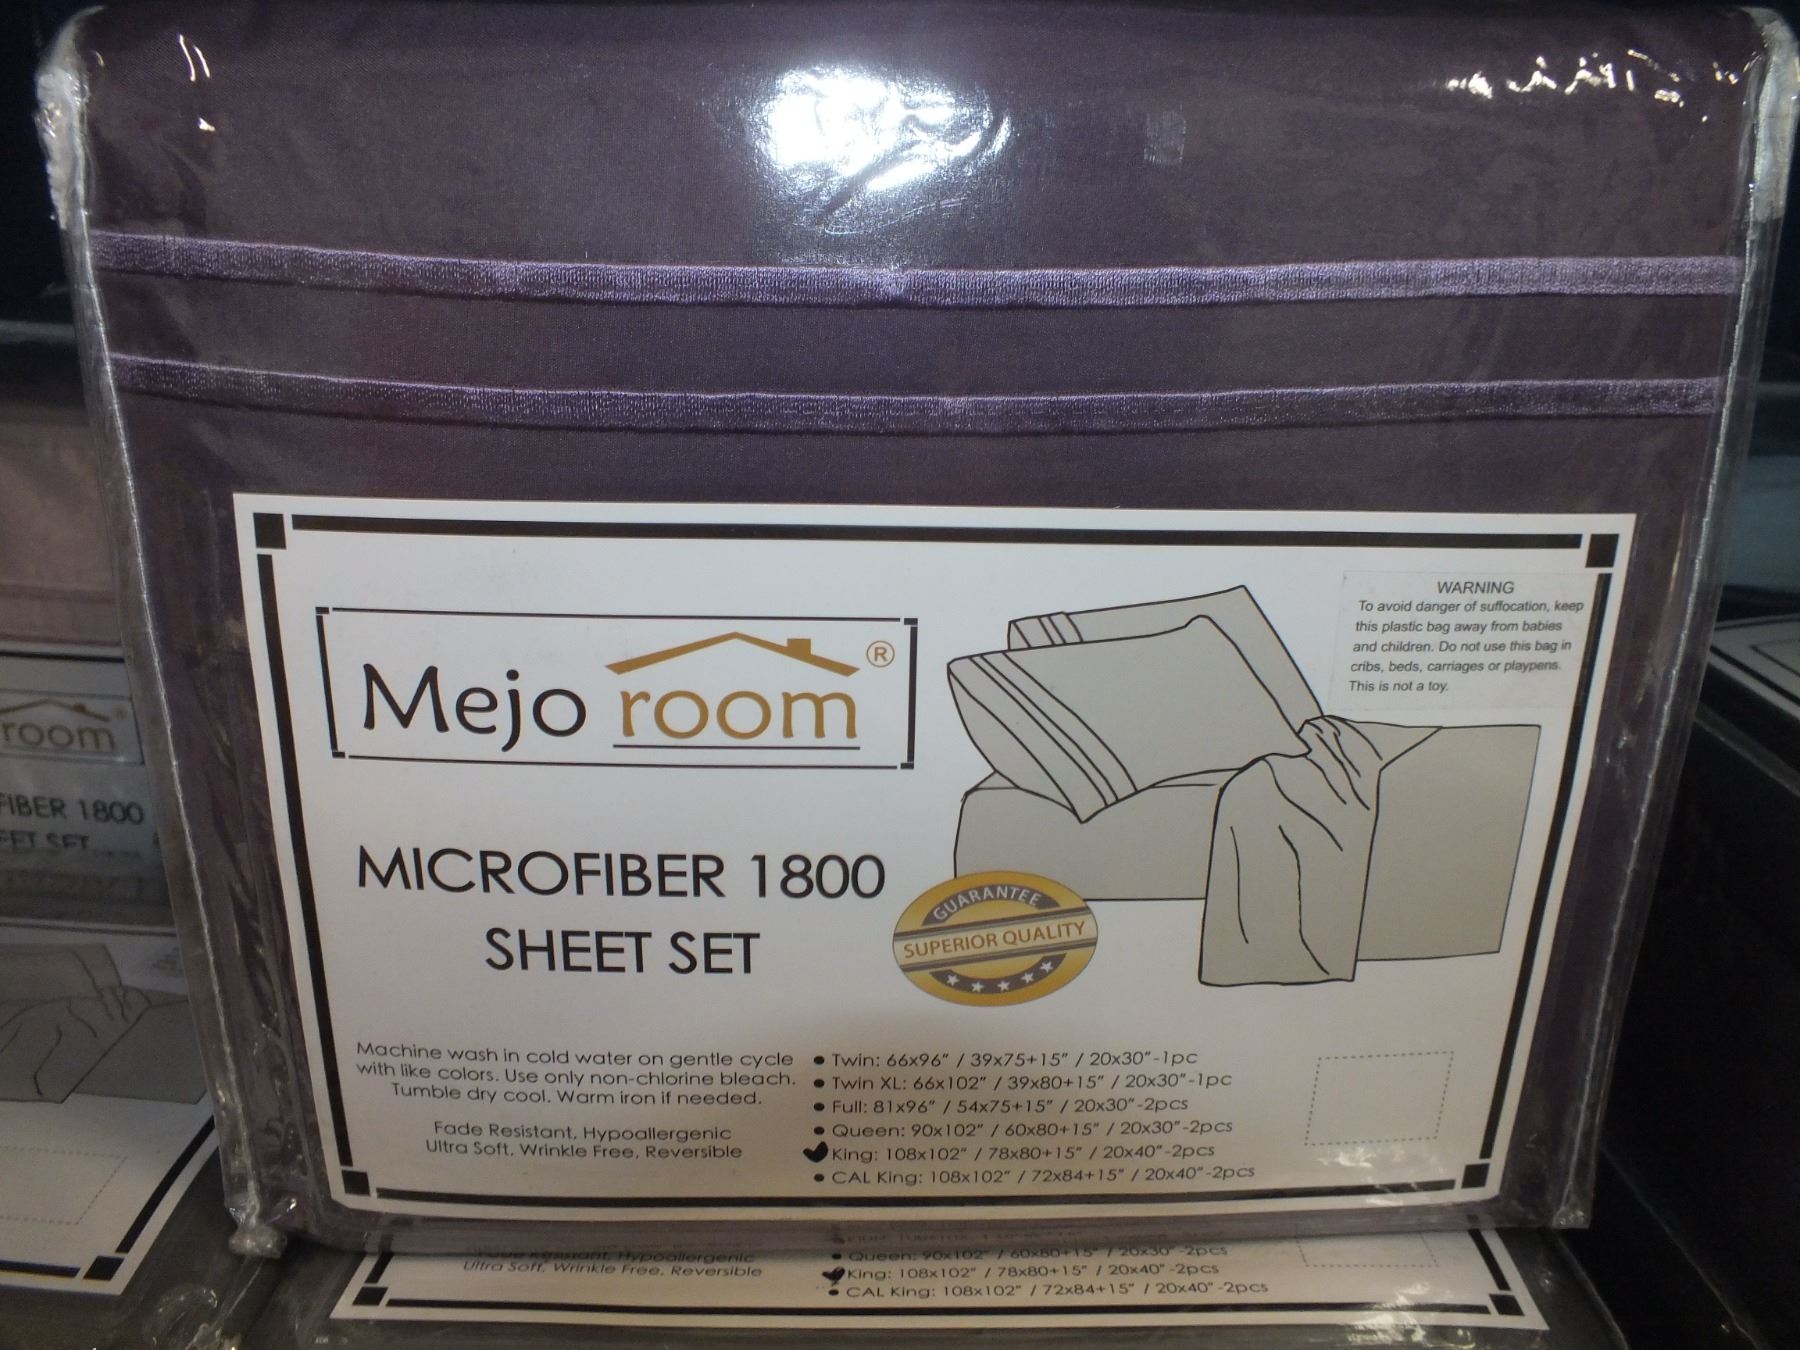 Mejo room ®
MICROFIBER 1800
SHEET SET
WARNING
To avoid danger of suffocation, keep
this plastic bag away from babies
and children. Do not use this bag in
cribs, beds, carriages or playpens.
This is not a toy.
GUARANTEE
SUPERIOR QUALITY
Machine wash in cold water on gentle cycle
with like colors. Use only non-chlorine bleach.
Tumble dry cool. Warm iron if needed.
Fade Resistant, Hypoallergenic
Ultra Soft, Wrinkle Free, Reversible
• Twin: 66x96" / 39x75+15" / 20x30"-1pc
• Twin XL: 66x102" / 39x80+15" / 20x30"-1pc
• Full: 81x96" / 54x75+15" / 20x30"-2pcs
• Queen: 90x102" / 60x80+15" / 20x30"-2pcs
King: 108x102" / 78x80+15" / 20x40"-2pcs
• CAL King: 108x102" / 72x84+15" / 20x40"-2pcs
room
FIBER 1800
EET SET
Fade Resistant, Hypoallergenic
Ultra Soft, Wrinkle Free, Reversible
• Queen: 90x102" / 60x80+15" / 20x30"-2pcs
King: 108x102" / 78x80+15" / 20x40"-2pcs
• CAL King: 108x102" / 72x84+15" / 20x40"-2pcs